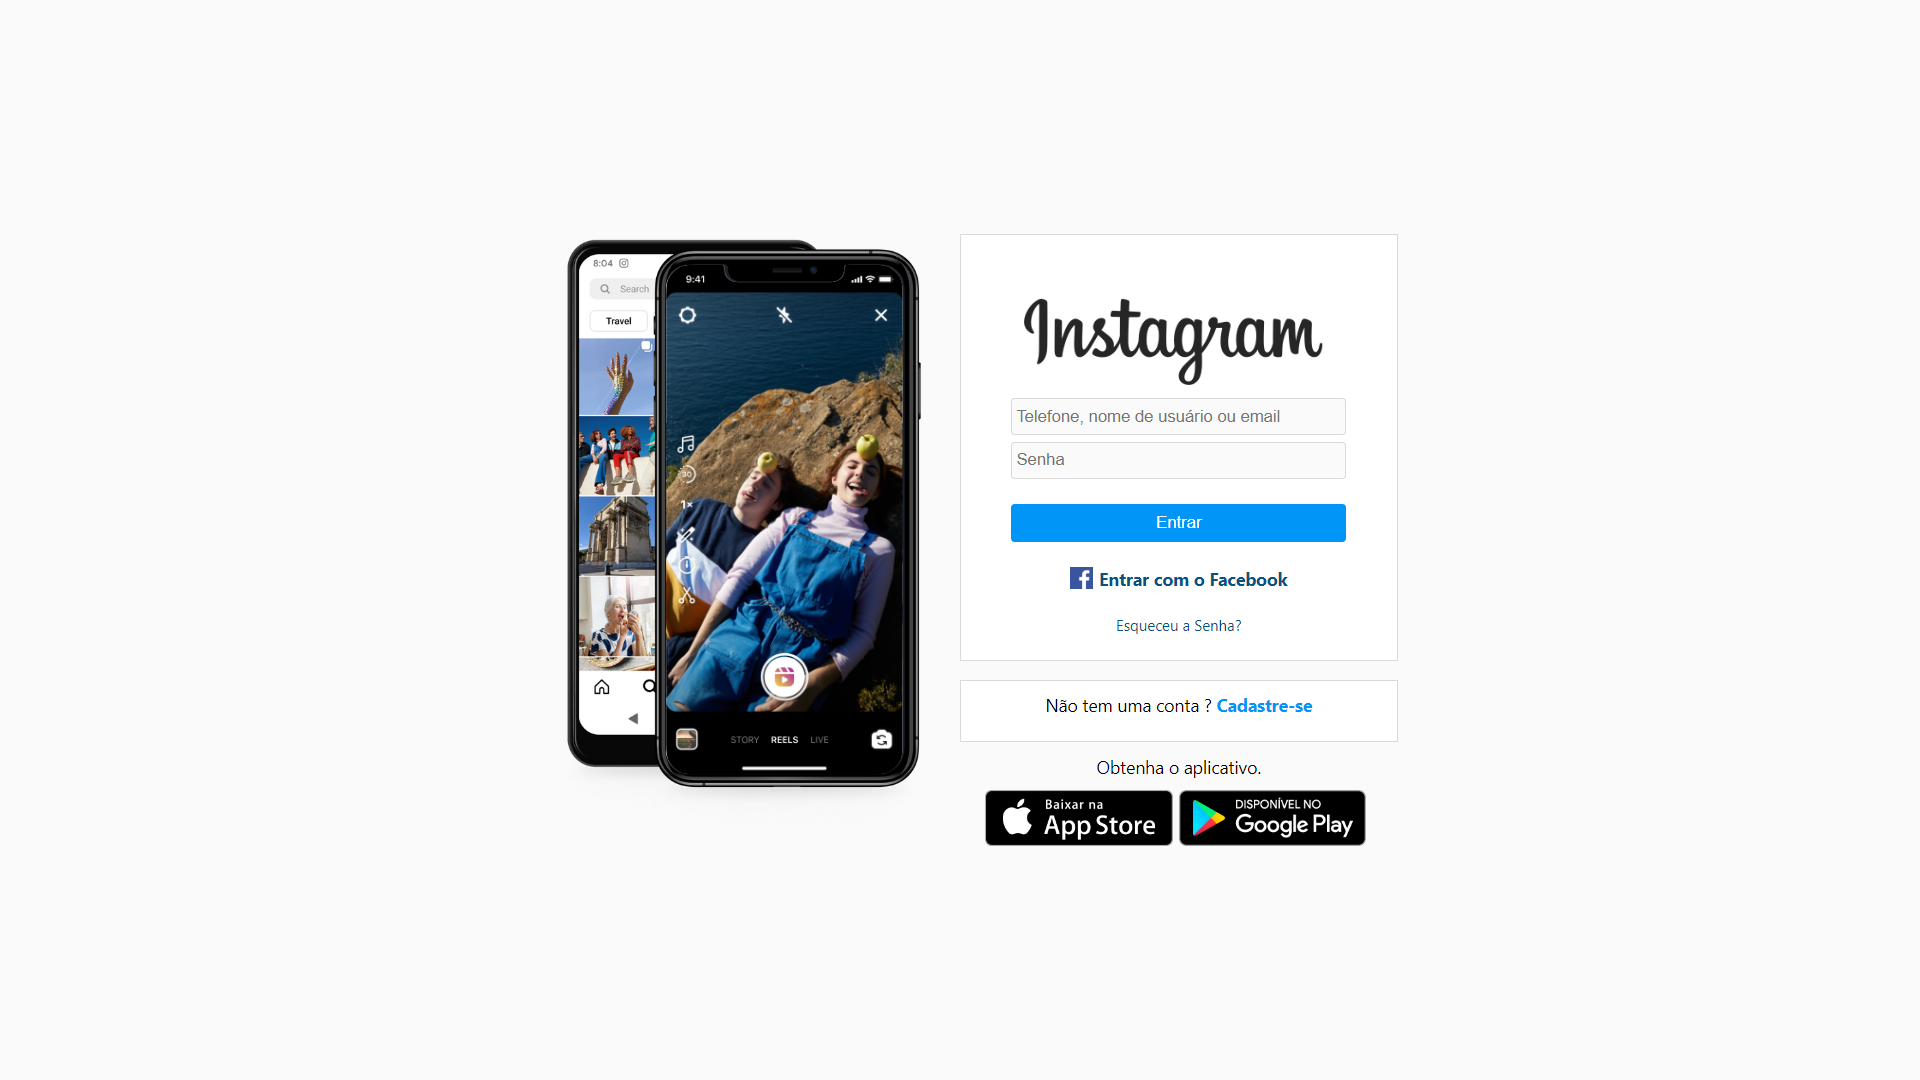 8:04
Search
Travel
9:41
30
1×
STORY REELS LIVE
Instagram
Telefone, nome de usuário ou email
Senha
Entrar
Entrar com o Facebook
Esqueceu a Senha?
Não tem uma conta ? Cadastre-se
Obtenha o aplicativo.
Baixar na
App Store
DISPONÍVEL NO
Google Play